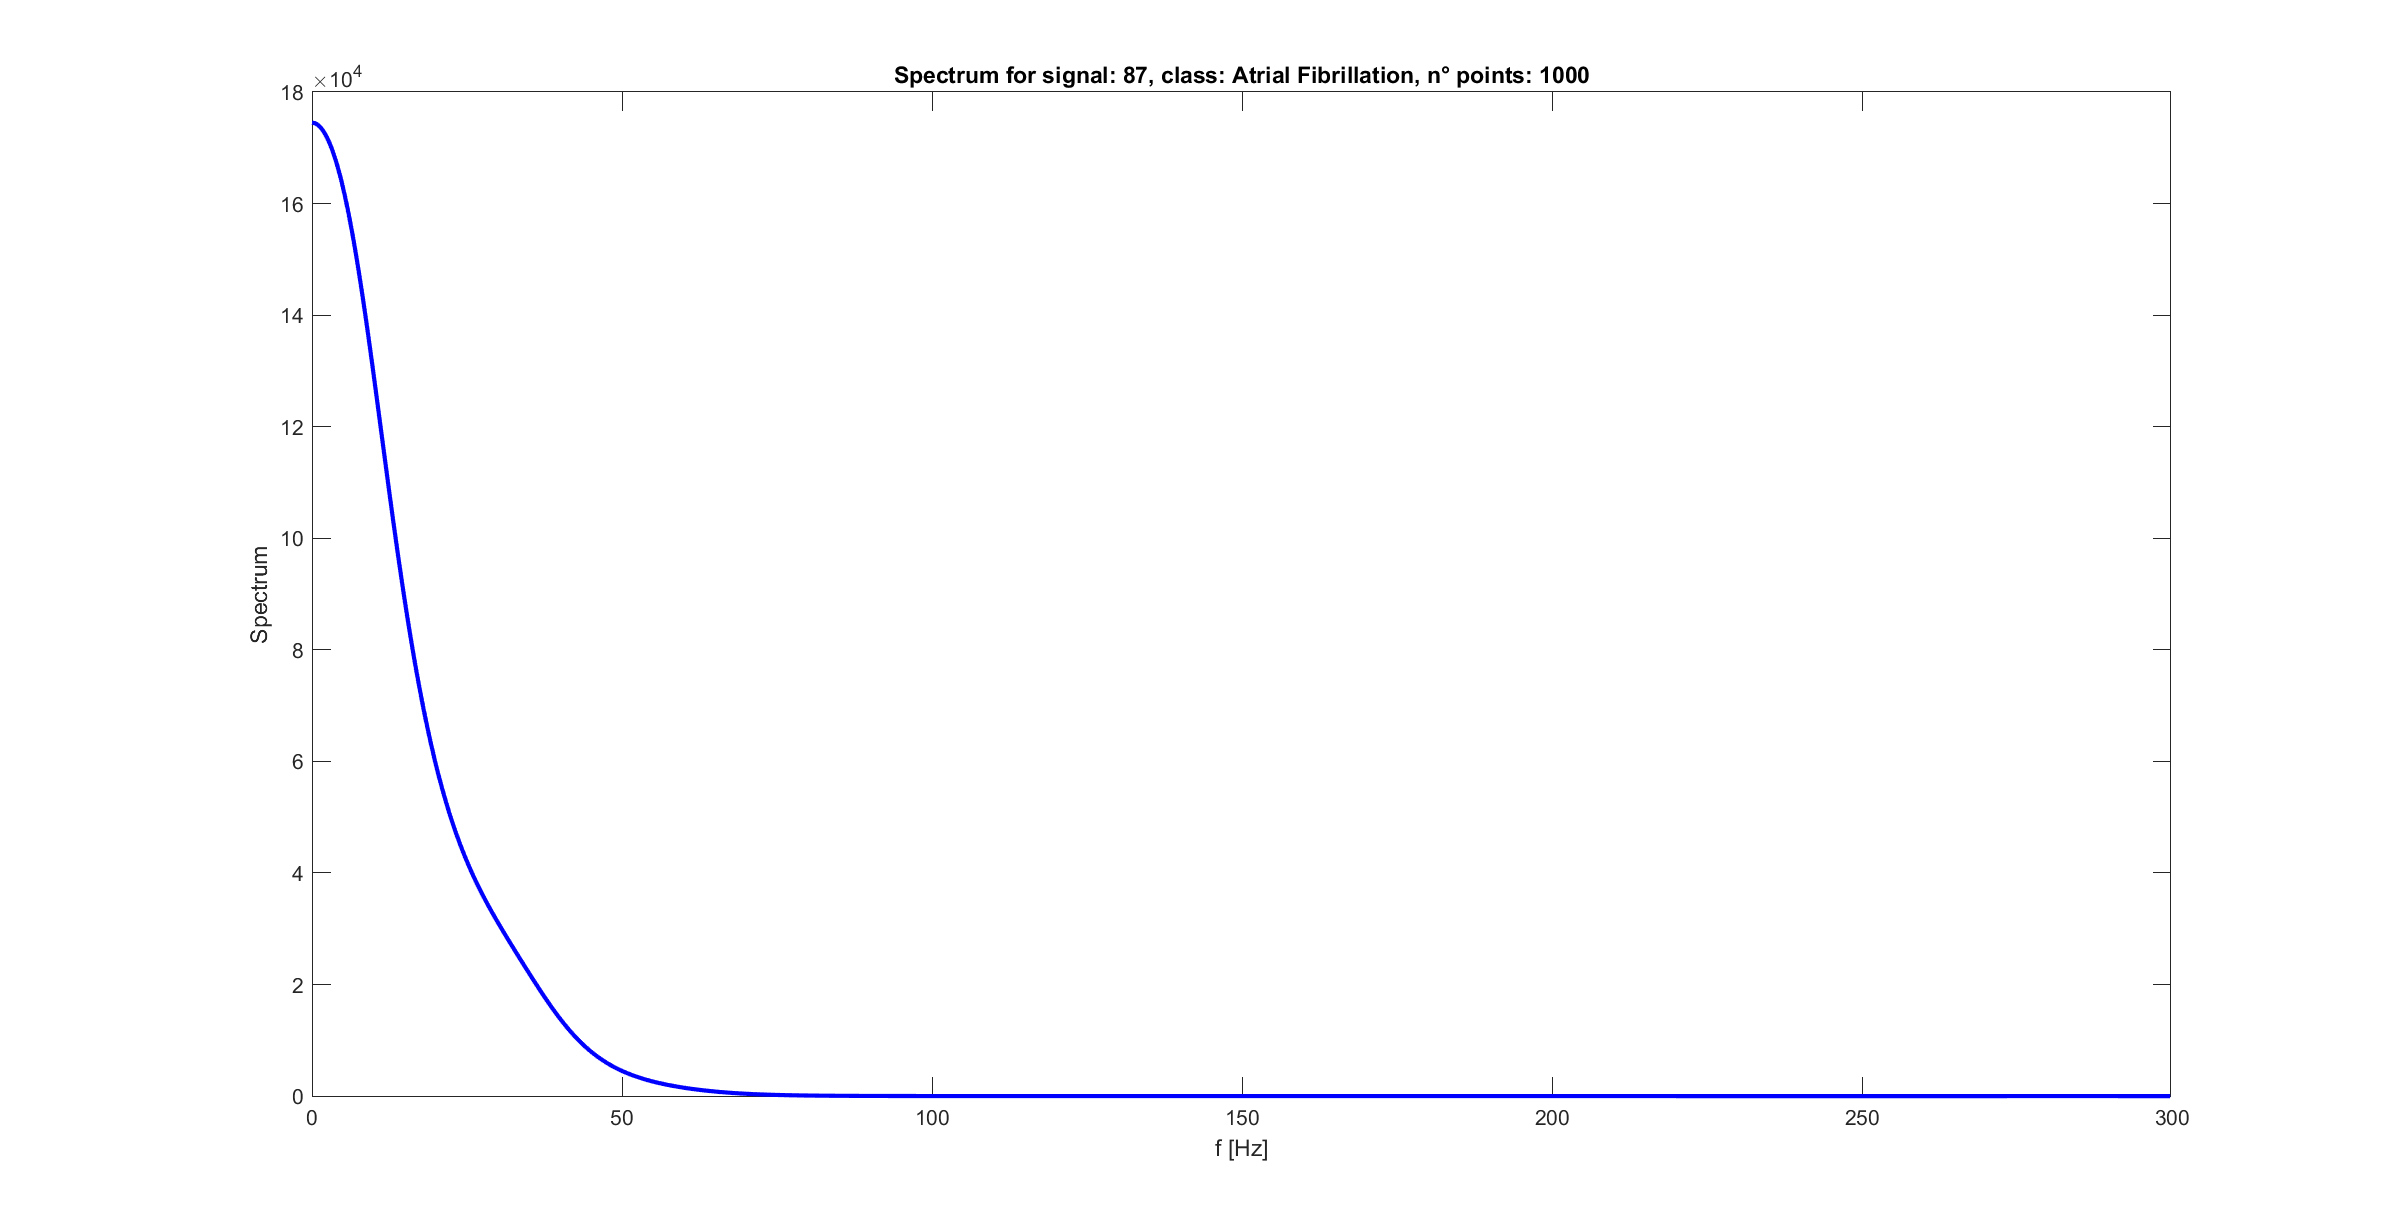 Spectrum for signal: 87, class: Atrial Fibrillation, n° points: 1000
×10^4
18
16
14
12
10
8
6
4
2
0
Spectrum
0 50 100 150 200 250 300
f [Hz]